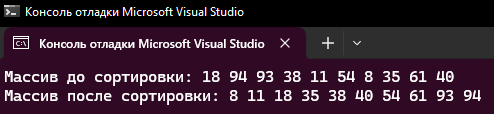 Консоль отладки Microsoft Visual Studio
Консоль отладки Microsoft Visual Studio
Массив до сортировки: 18 94 93 38 11 54 8 35 61 40
Массив после сортировки: 8 11 18 35 38 40 54 61 93 94